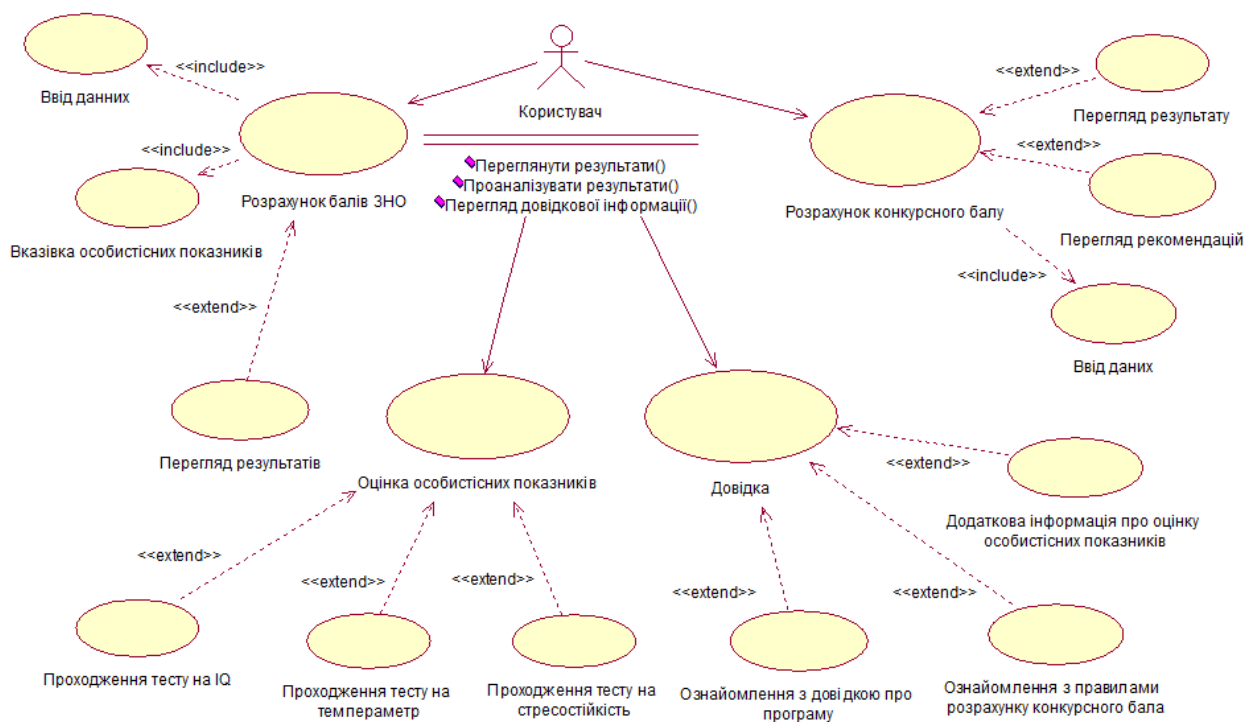 <<include>>
Ввід данних
<<include>>
Вказівка особистісних показників
Розрахунок балів ЗНО
<<extend>>
Перегляд результатів
Користувач
Переглянути результати()
Проаналізувати результати()
Перегляд довідкової інформації()
<<extend>>
Перегляд результату
<<extend>>
Перегляд рекомендацій
Розрахунок конкурсного балу
<<include>>
Ввід даних
Оцінка особистісних показників
Довідка
<<extend>>
Додаткова інформація про оцінку
особистісних показників
<<extend>>
Проходження тесту на IQ
<<extend>>
Проходження тесту на
темпераметр
<<extend>>
Проходження тесту на
стресостійкість
<<extend>>
Ознайомлення з довідкою про
програму
<<extend>>
Ознайомлення з правилами
розрахунку конкурсного бала